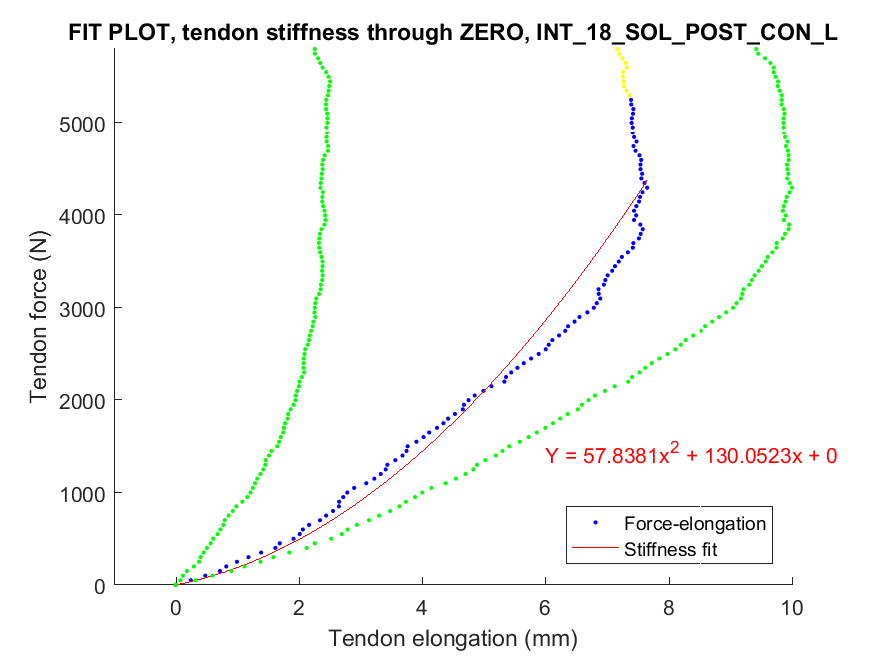 FIT PLOT, tendon stiffness through ZERO, INT_18_SOL_POST_CON_L
Tendon force (N)
5000
4000
3000
2000
1000
0
Y = 57.8381x² + 130.0523x + 0
Force-elongation
Stiffness fit
0 2 4 6 8 10
Tendon elongation (mm)